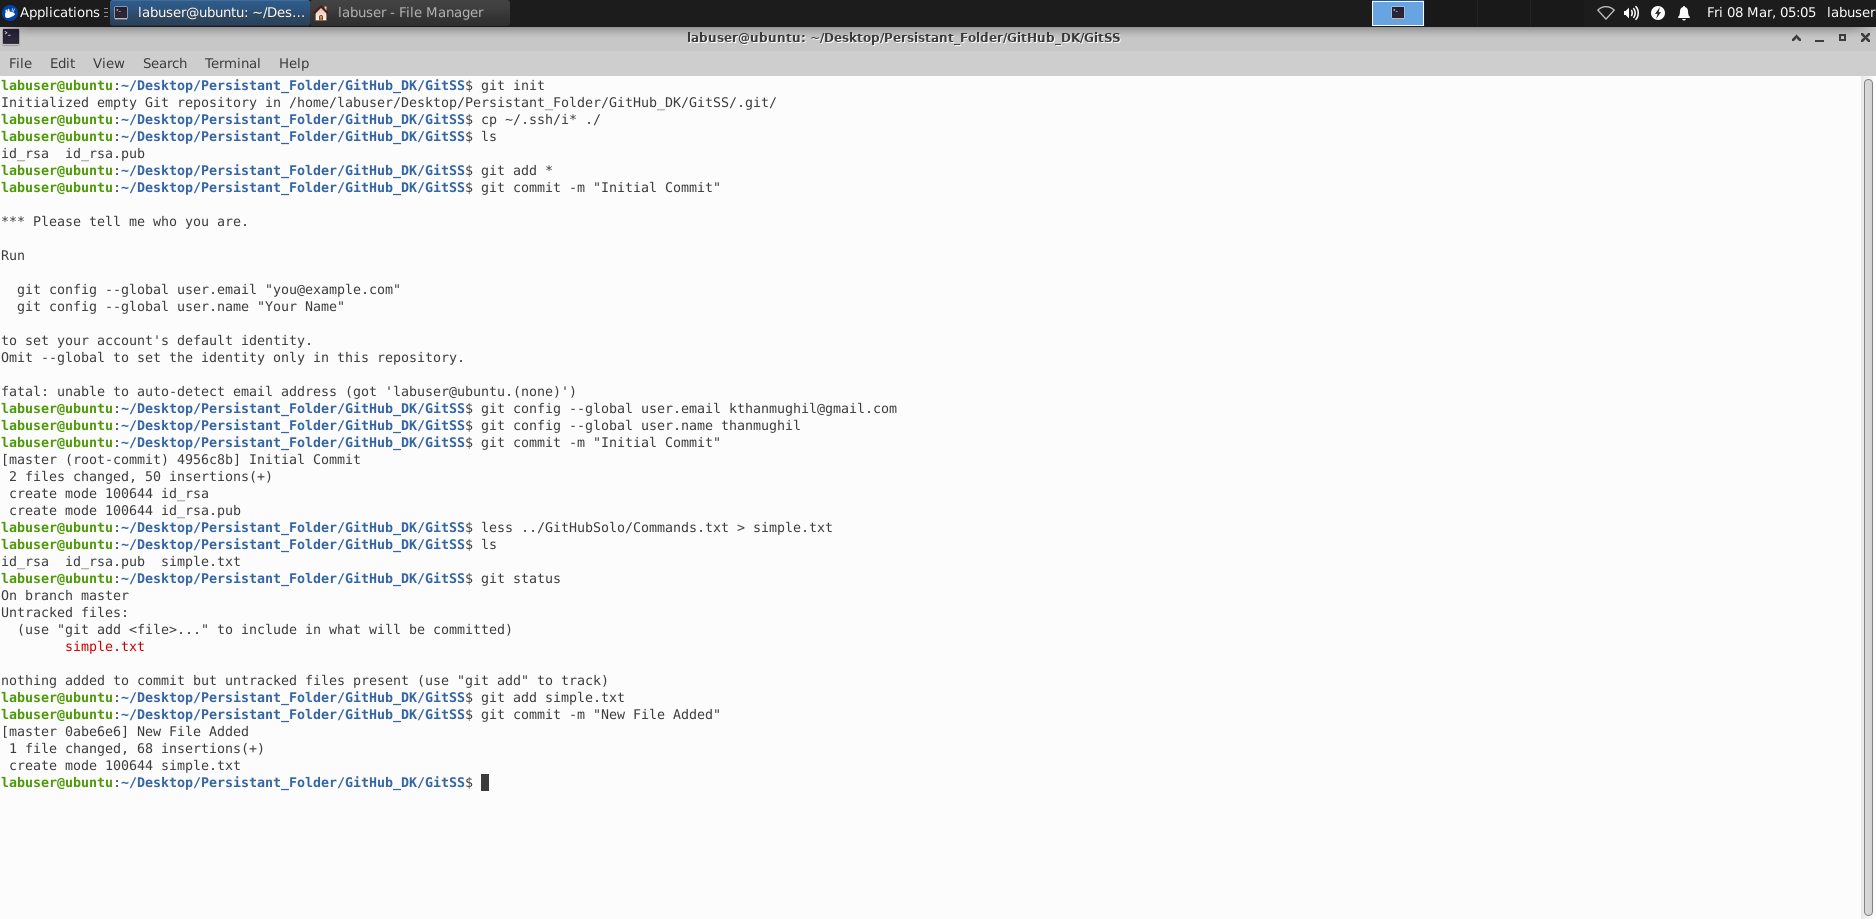 Applications labuser@ubuntu: ~/Des... labuser - File Manager Fri 08 Mar, 05:05 labuser
labuser@ubuntu: ~/Desktop/Persistant_Folder/GitHub_DK/GitSS
File Edit View Search Terminal Help
labuser@ubuntu:~/Desktop/Persistant_Folder/GitHub_DK/GitSS$ git init
Initialized empty Git repository in /home/labuser/Desktop/Persistant_Folder/GitHub_DK/GitSS/.git/
labuser@ubuntu:~/Desktop/Persistant_Folder/GitHub_DK/GitSS$ cp ~/.ssh/i* ./
labuser@ubuntu:~/Desktop/Persistant_Folder/GitHub_DK/GitSS$ ls
id_rsa  id_rsa.pub
labuser@ubuntu:~/Desktop/Persistant_Folder/GitHub_DK/GitSS$ git add *
labuser@ubuntu:~/Desktop/Persistant_Folder/GitHub_DK/GitSS$ git commit -m "Initial Commit"
*** Please tell me who you are.
Run
  git config --global user.email "you@example.com"
  git config --global user.name "Your Name"
to set your account's default identity.
Omit --global to set the identity only in this repository.
fatal: unable to auto-detect email address (got 'labuser@ubuntu.(none)')
labuser@ubuntu:~/Desktop/Persistant_Folder/GitHub_DK/GitSS$ git config --global user.email kthanmughil@gmail.com
labuser@ubuntu:~/Desktop/Persistant_Folder/GitHub_DK/GitSS$ git config --global user.name thanmughil
labuser@ubuntu:~/Desktop/Persistant_Folder/GitHub_DK/GitSS$ git commit -m "Initial Commit"
[master (root-commit) 4956c8b] Initial Commit
 2 files changed, 50 insertions(+)
 create mode 100644 id_rsa
 create mode 100644 id_rsa.pub
labuser@ubuntu:~/Desktop/Persistant_Folder/GitHub_DK/GitSS$ less ../GitHubSolo/Commands.txt > simple.txt
labuser@ubuntu:~/Desktop/Persistant_Folder/GitHub_DK/GitSS$ ls
id_rsa  id_rsa.pub  simple.txt
labuser@ubuntu:~/Desktop/Persistant_Folder/GitHub_DK/GitSS$ git status
On branch master
Untracked files:
  (use "git add <file>..." to include in what will be committed)
        simple.txt
nothing added to commit but untracked files present (use "git add" to track)
labuser@ubuntu:~/Desktop/Persistant_Folder/GitHub_DK/GitSS$ git add simple.txt
labuser@ubuntu:~/Desktop/Persistant_Folder/GitHub_DK/GitSS$ git commit -m "New File Added"
[master 0abe6e6] New File Added
 1 file changed, 68 insertions(+)
 create mode 100644 simple.txt
labuser@ubuntu:~/Desktop/Persistant_Folder/GitHub_DK/GitSS$